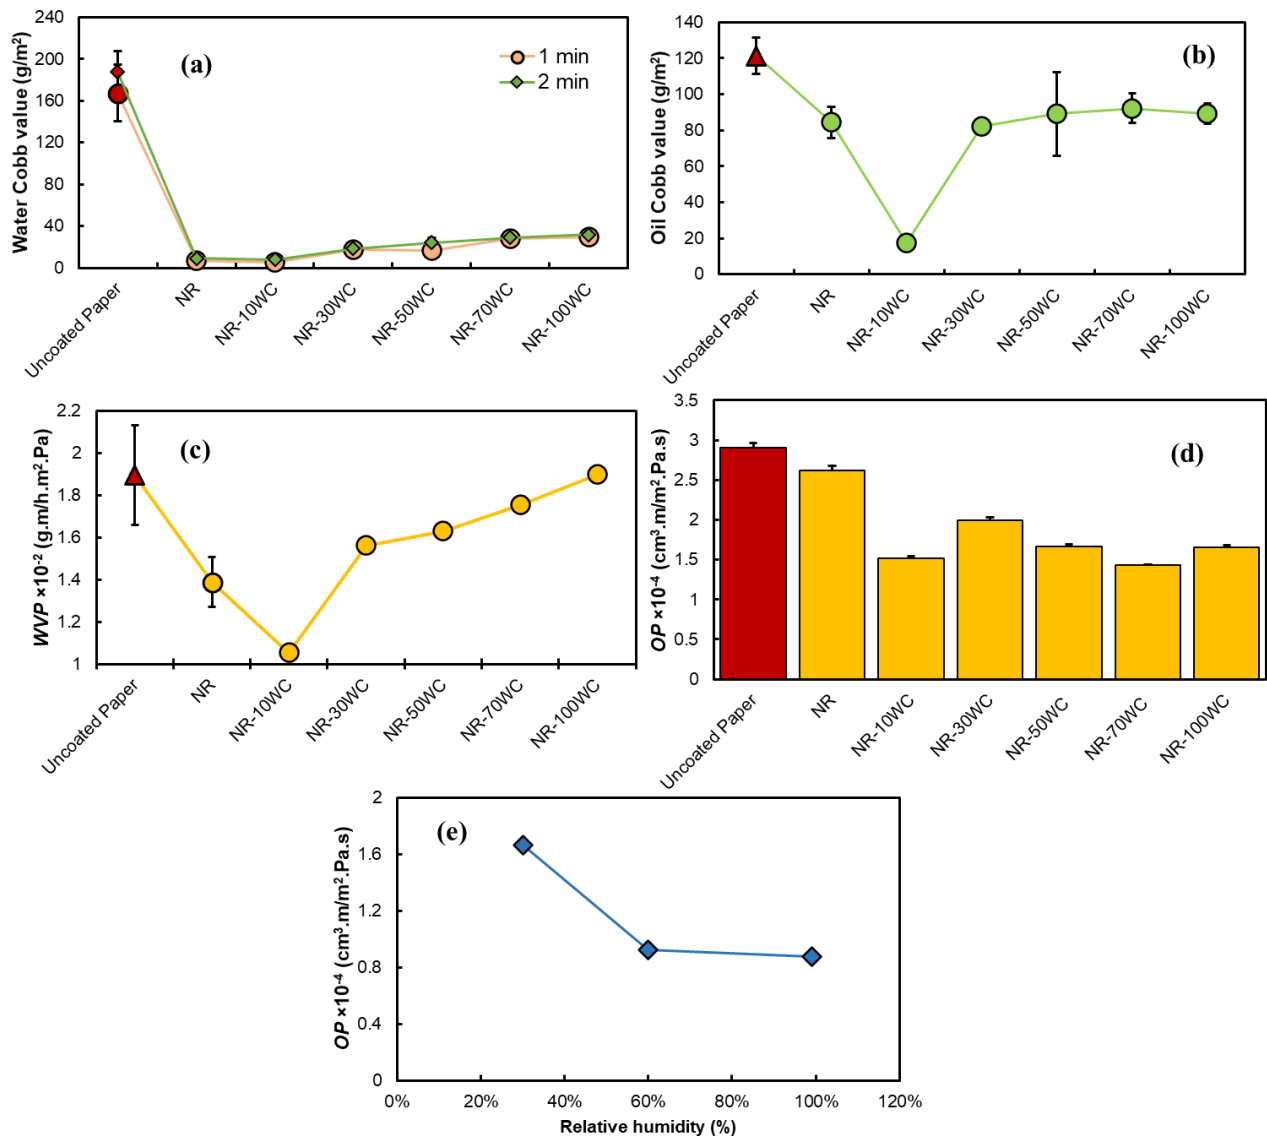 (a)
Water Cobb value (g/m²)
240
200
160
120
80
40
0
1 min
2 min
Uncoated Paper
NR
NR-10WC
NR-30WC
NR-50WC
NR-70WC
NR-100WC
(b)
Oil Cobb value (g/m²)
140
120
100
80
60
40
20
0
Uncoated Paper
NR
NR-10WC
NR-30WC
NR-50WC
NR-70WC
NR-100WC
(c)
WVP ×10⁻² (g.m/h.m².Pa)
2.2
2
1.8
1.6
1.4
1.2
1
Uncoated Paper
NR
NR-10WC
NR-30WC
NR-50WC
NR-70WC
NR-100WC
(d)
OP ×10⁻⁴ (cm³.m/m².Pa.s)
3.5
3
2.5
2
1.5
1
0.5
0
Uncoated Paper
NR
NR-10WC
NR-30WC
NR-50WC
NR-70WC
NR-100WC
(e)
OP ×10⁻⁴ (cm³.m/m².Pa.s)
2
1.6
1.2
0.8
0.4
0
0%
20%
40%
60%
80%
100%
120%
Relative humidity (%)